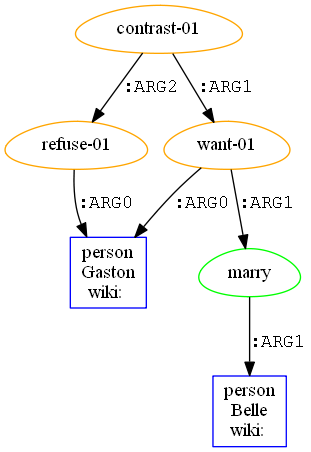 contrast-01
:ARG2
:ARG1
refuse-01
want-01
:ARG0
:ARG0
:ARG1
person
Gaston
wiki:
marry
:ARG1
person
Belle
wiki: